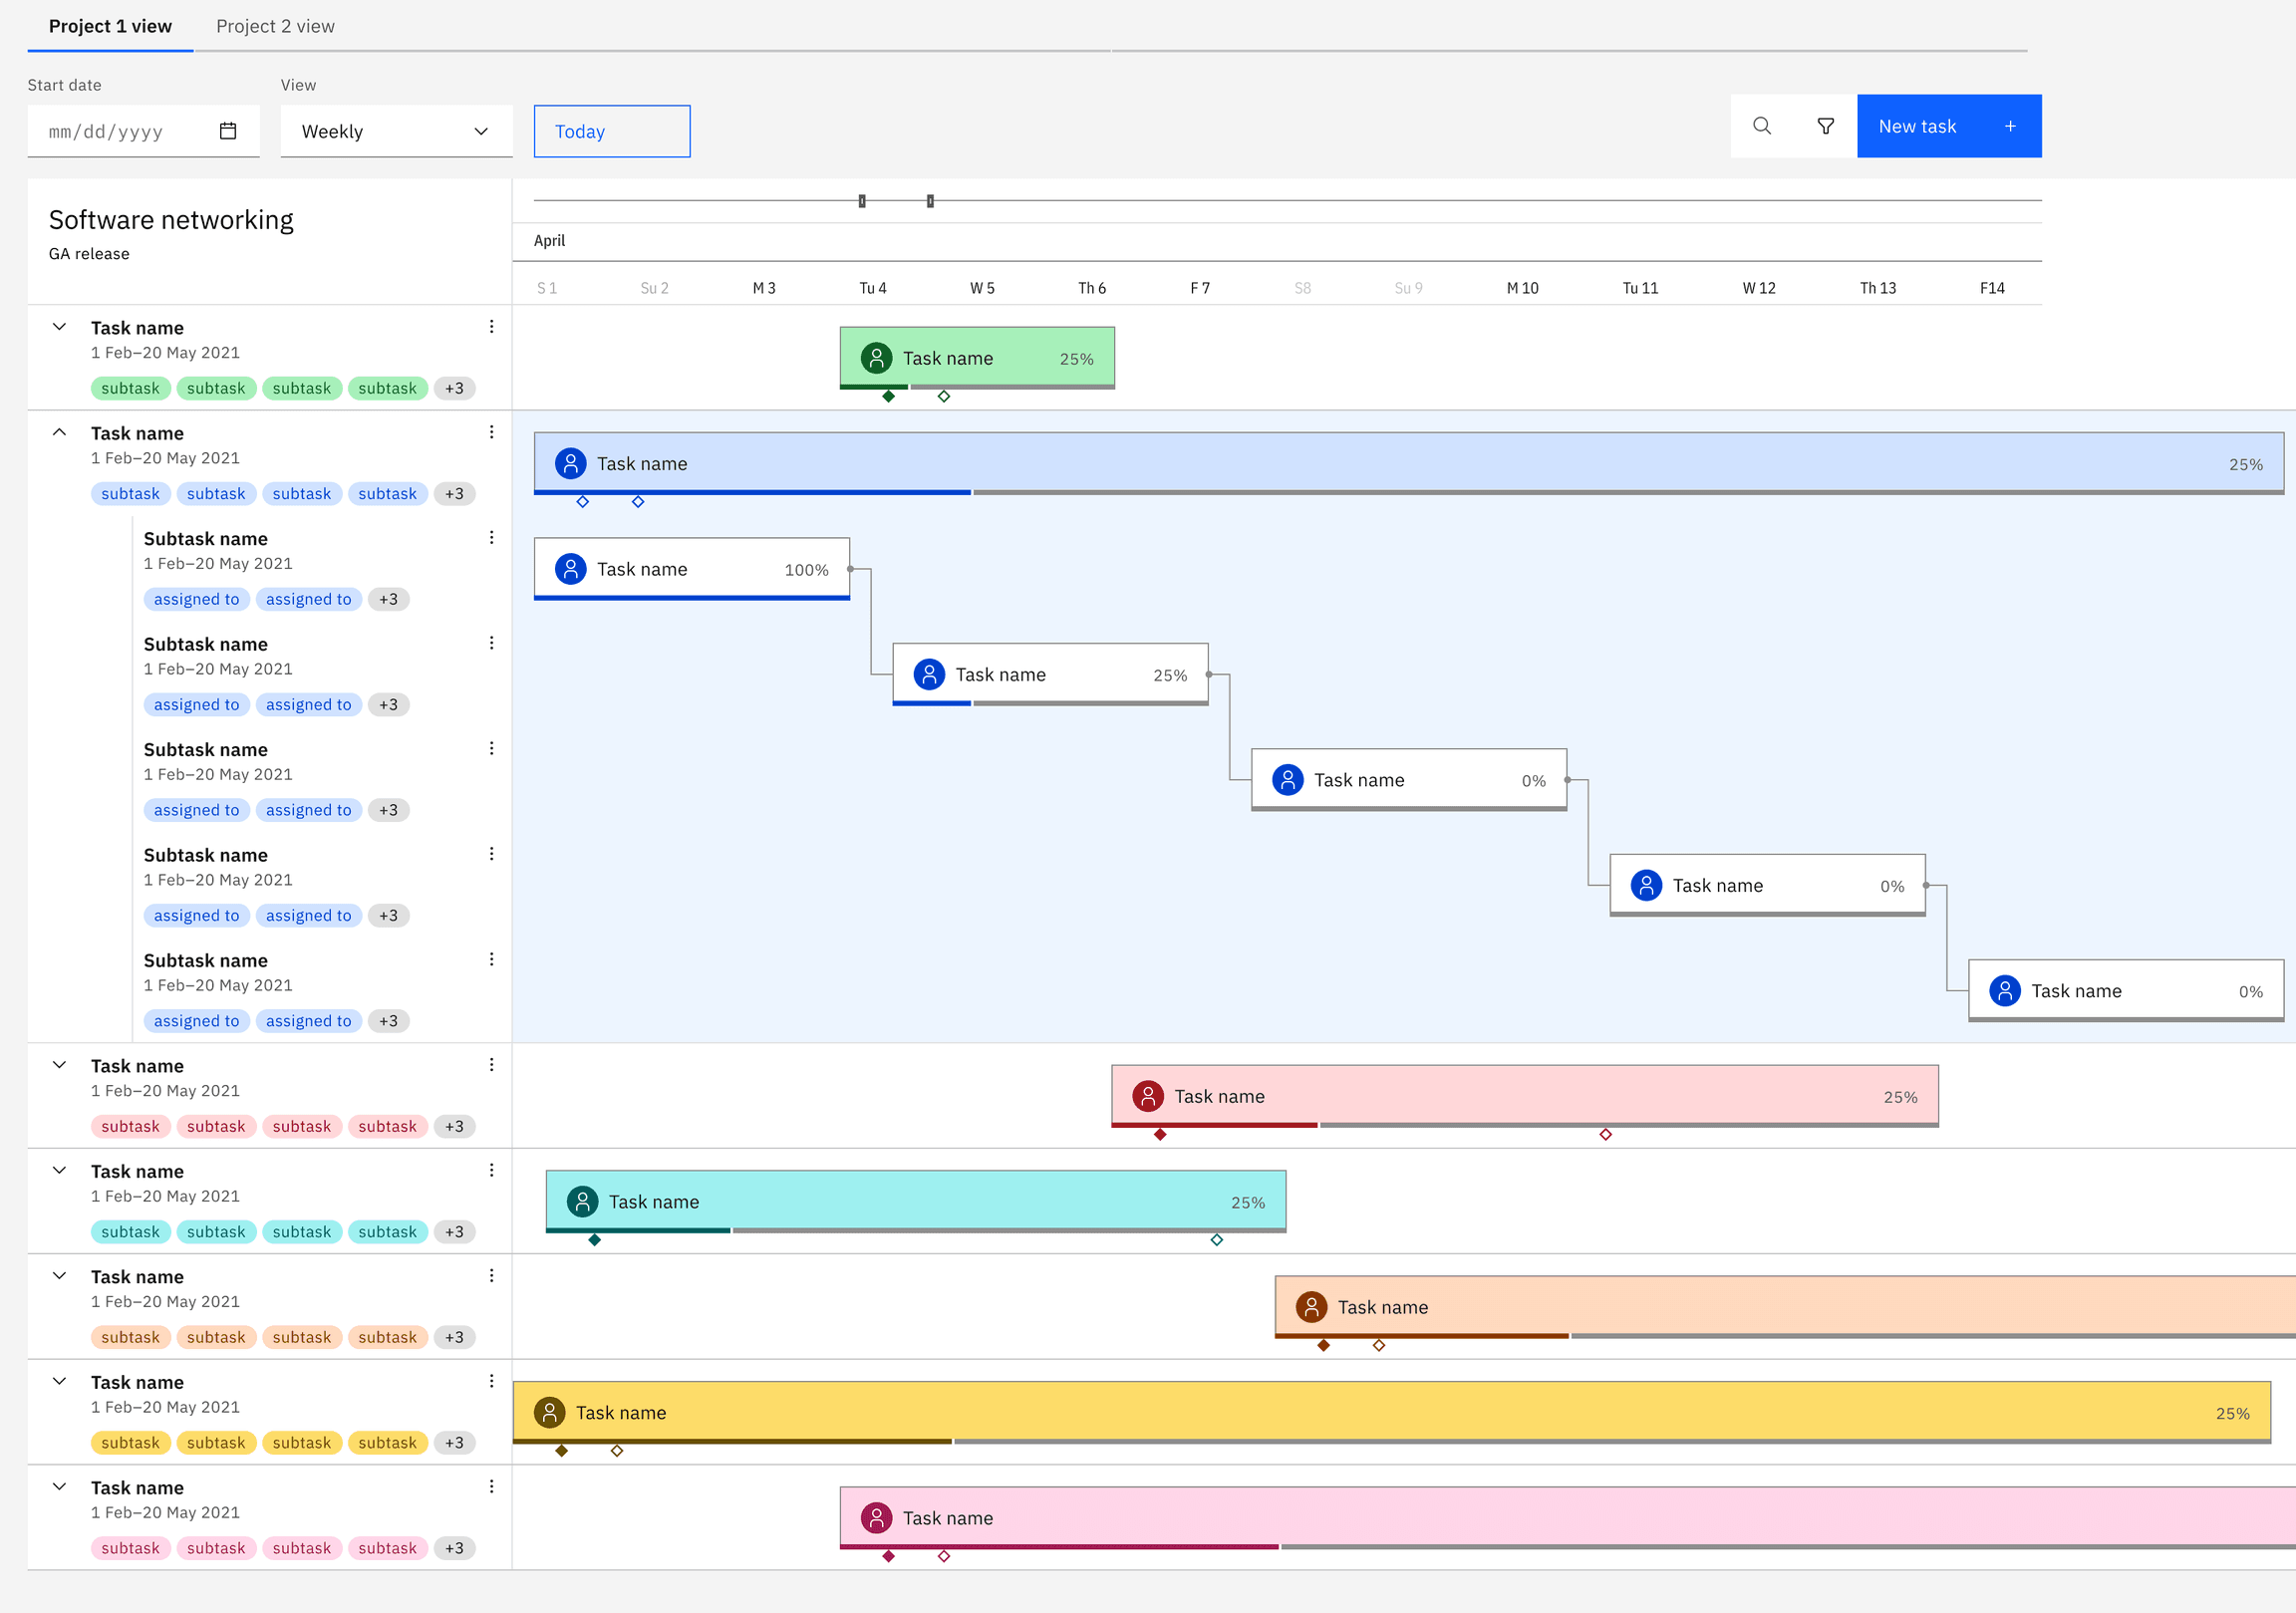 Project 1 view Project 2 view
Start date View
mm/dd/yyyy Weekly Today New task +
Software networking
GA release
April
S 1 Su 2 M 3 Tu 4 W 5 Th 6 F 7 S8 Su 9 M 10 Tu 11 W 12 Th 13 F14
Task name
1 Feb–20 May 2021
subtask subtask subtask subtask +3
Task name 25%
Task name
1 Feb–20 May 2021
subtask subtask subtask subtask +3
Task name 25%
Subtask name
1 Feb–20 May 2021
assigned to assigned to +3
Task name 100%
Subtask name
1 Feb–20 May 2021
assigned to assigned to +3
Task name 25%
Subtask name
1 Feb–20 May 2021
assigned to assigned to +3
Task name 0%
Subtask name
1 Feb–20 May 2021
assigned to assigned to +3
Task name 0%
Subtask name
1 Feb–20 May 2021
assigned to assigned to +3
Task name 0%
Task name
1 Feb–20 May 2021
subtask subtask subtask subtask +3
Task name 25%
Task name
1 Feb–20 May 2021
subtask subtask subtask subtask +3
Task name 25%
Task name
1 Feb–20 May 2021
subtask subtask subtask subtask +3
Task name
Task name
1 Feb–20 May 2021
subtask subtask subtask subtask +3
Task name 25%
Task name
1 Feb–20 May 2021
subtask subtask subtask subtask +3
Task name